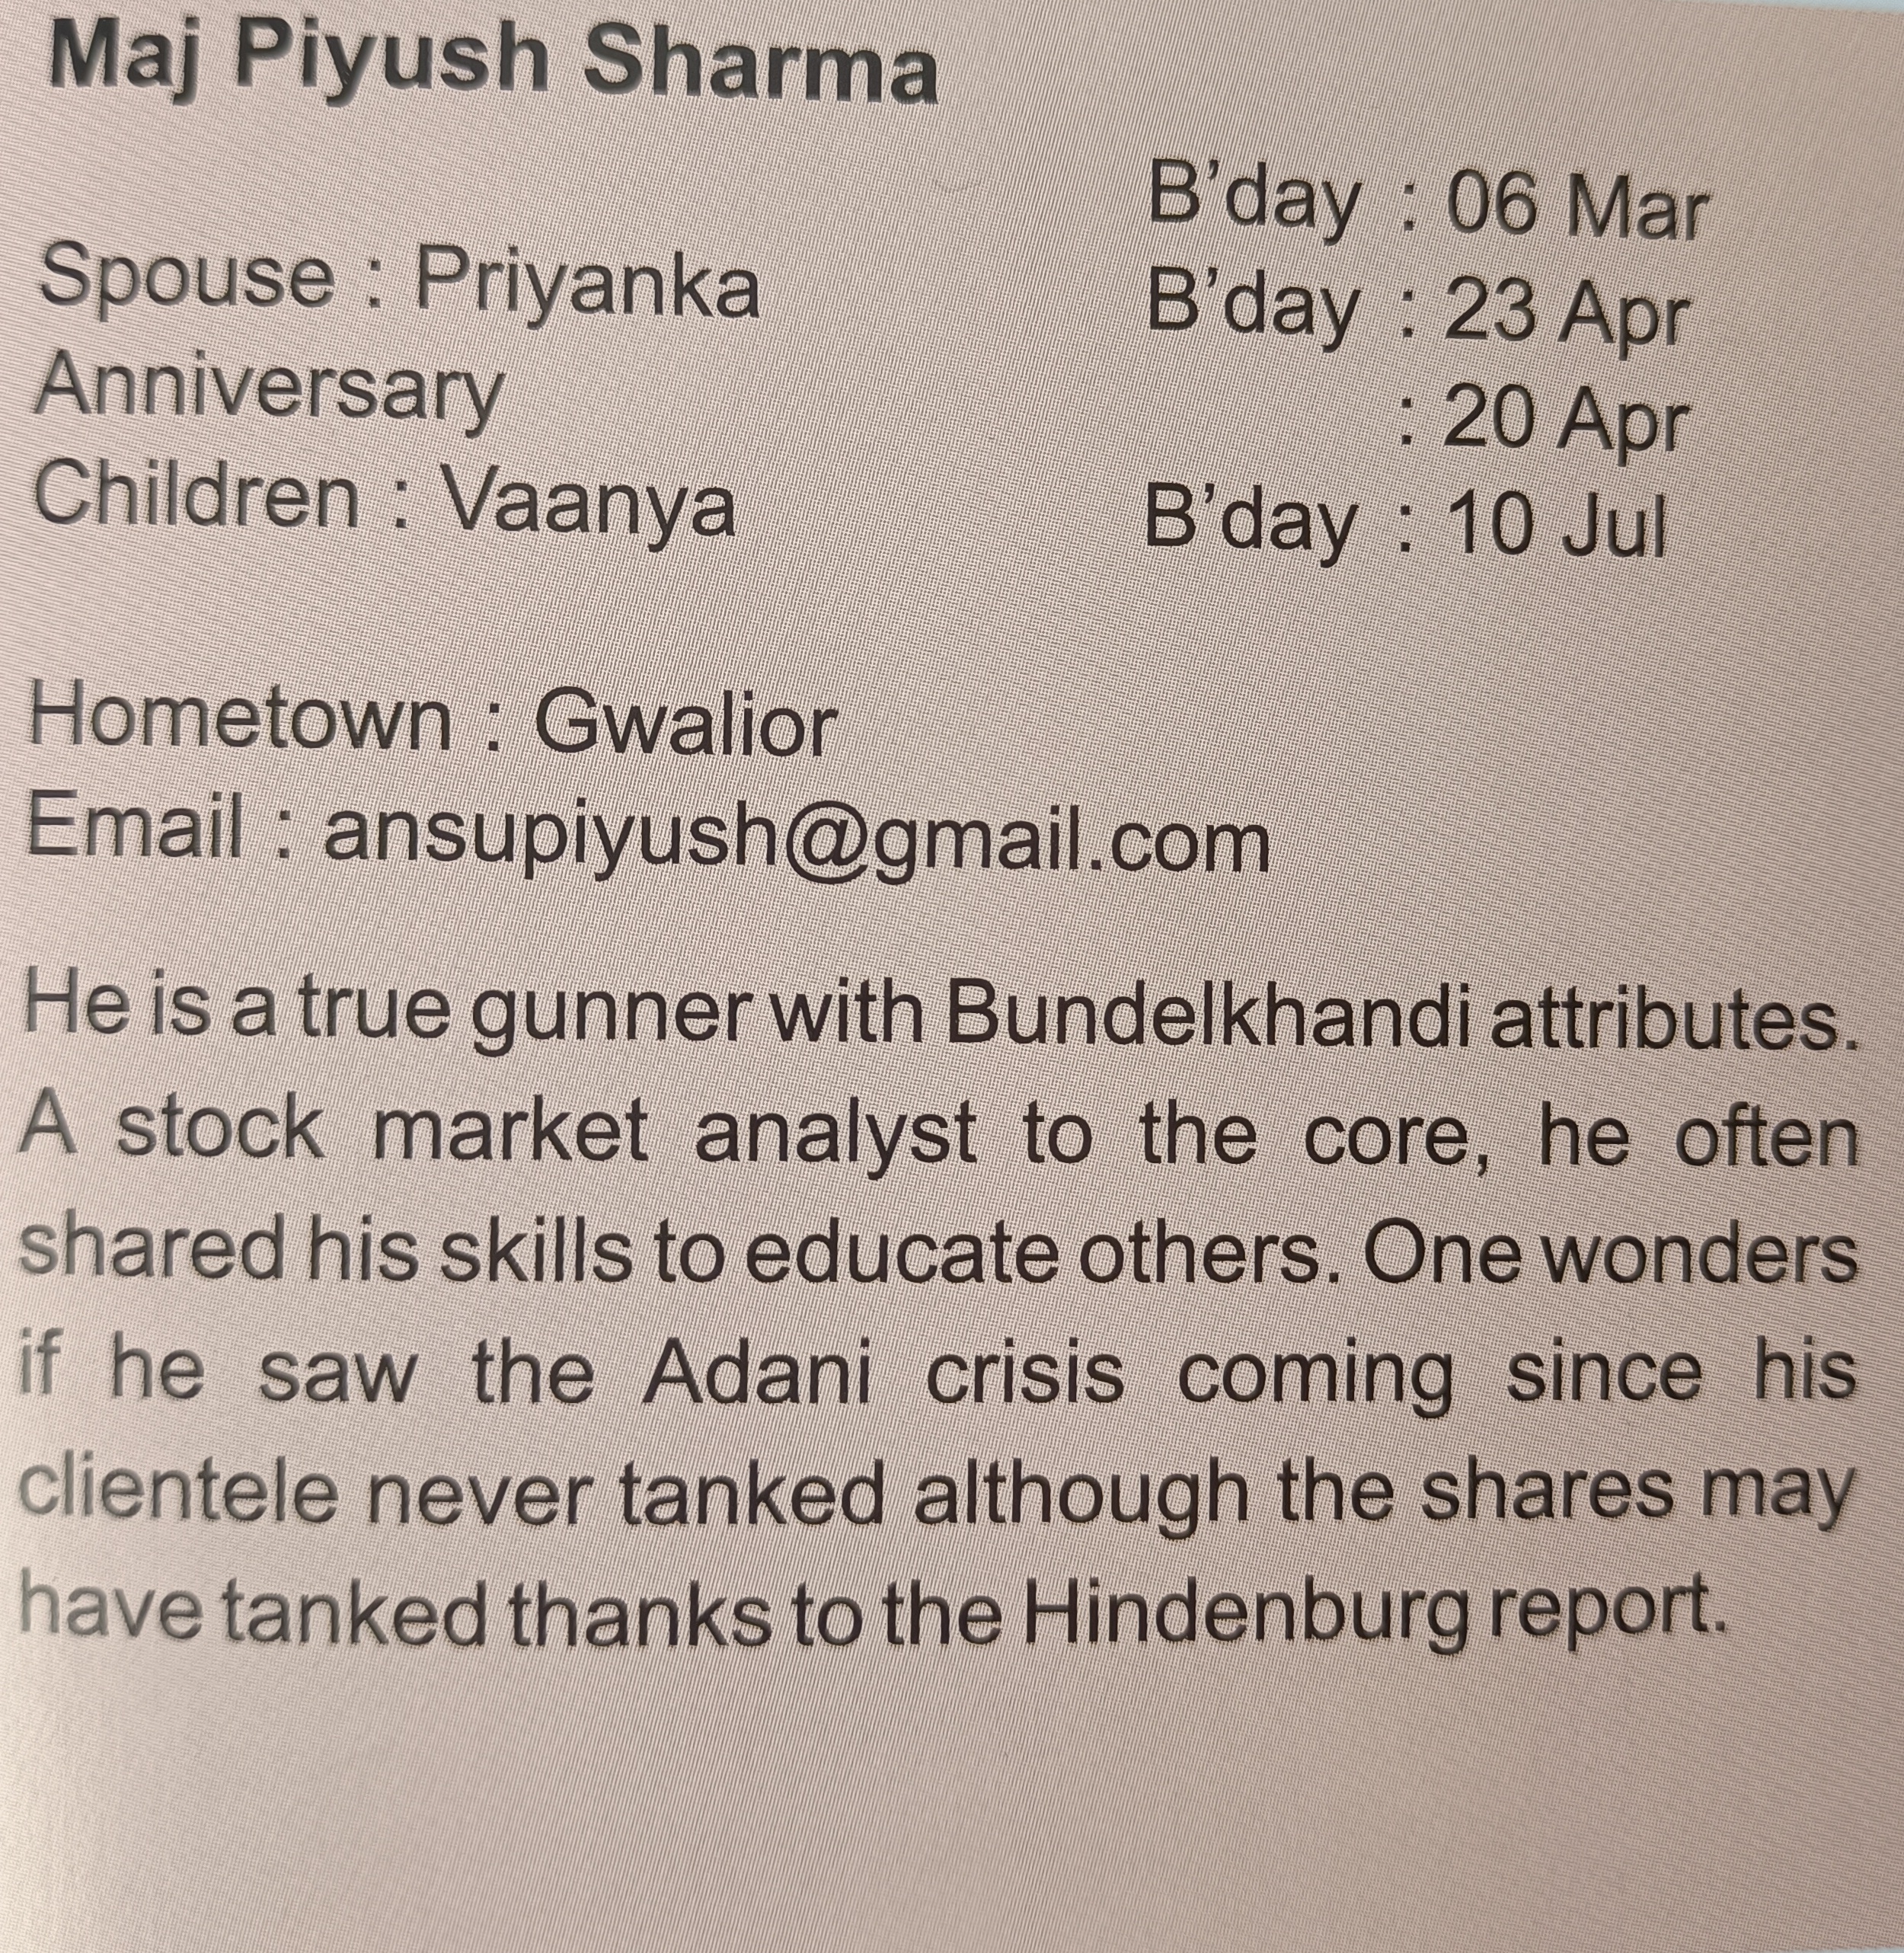 Maj Piyush Sharma
B'day : 06 Mar
Spouse : Priyanka B'day : 23 Apr
Anniversary : 20 Apr
Children : Vaanya B'day : 10 Jul
Hometown : Gwalior
Email : ansupiyush@gmail.com
He is a true gunner with Bundelkhandi attributes.
A stock market analyst to the core, he often
shared his skills to educate others. One wonders
if he saw the Adani crisis coming since his
clientele never tanked although the shares may
have tanked thanks to the Hindenburg report.